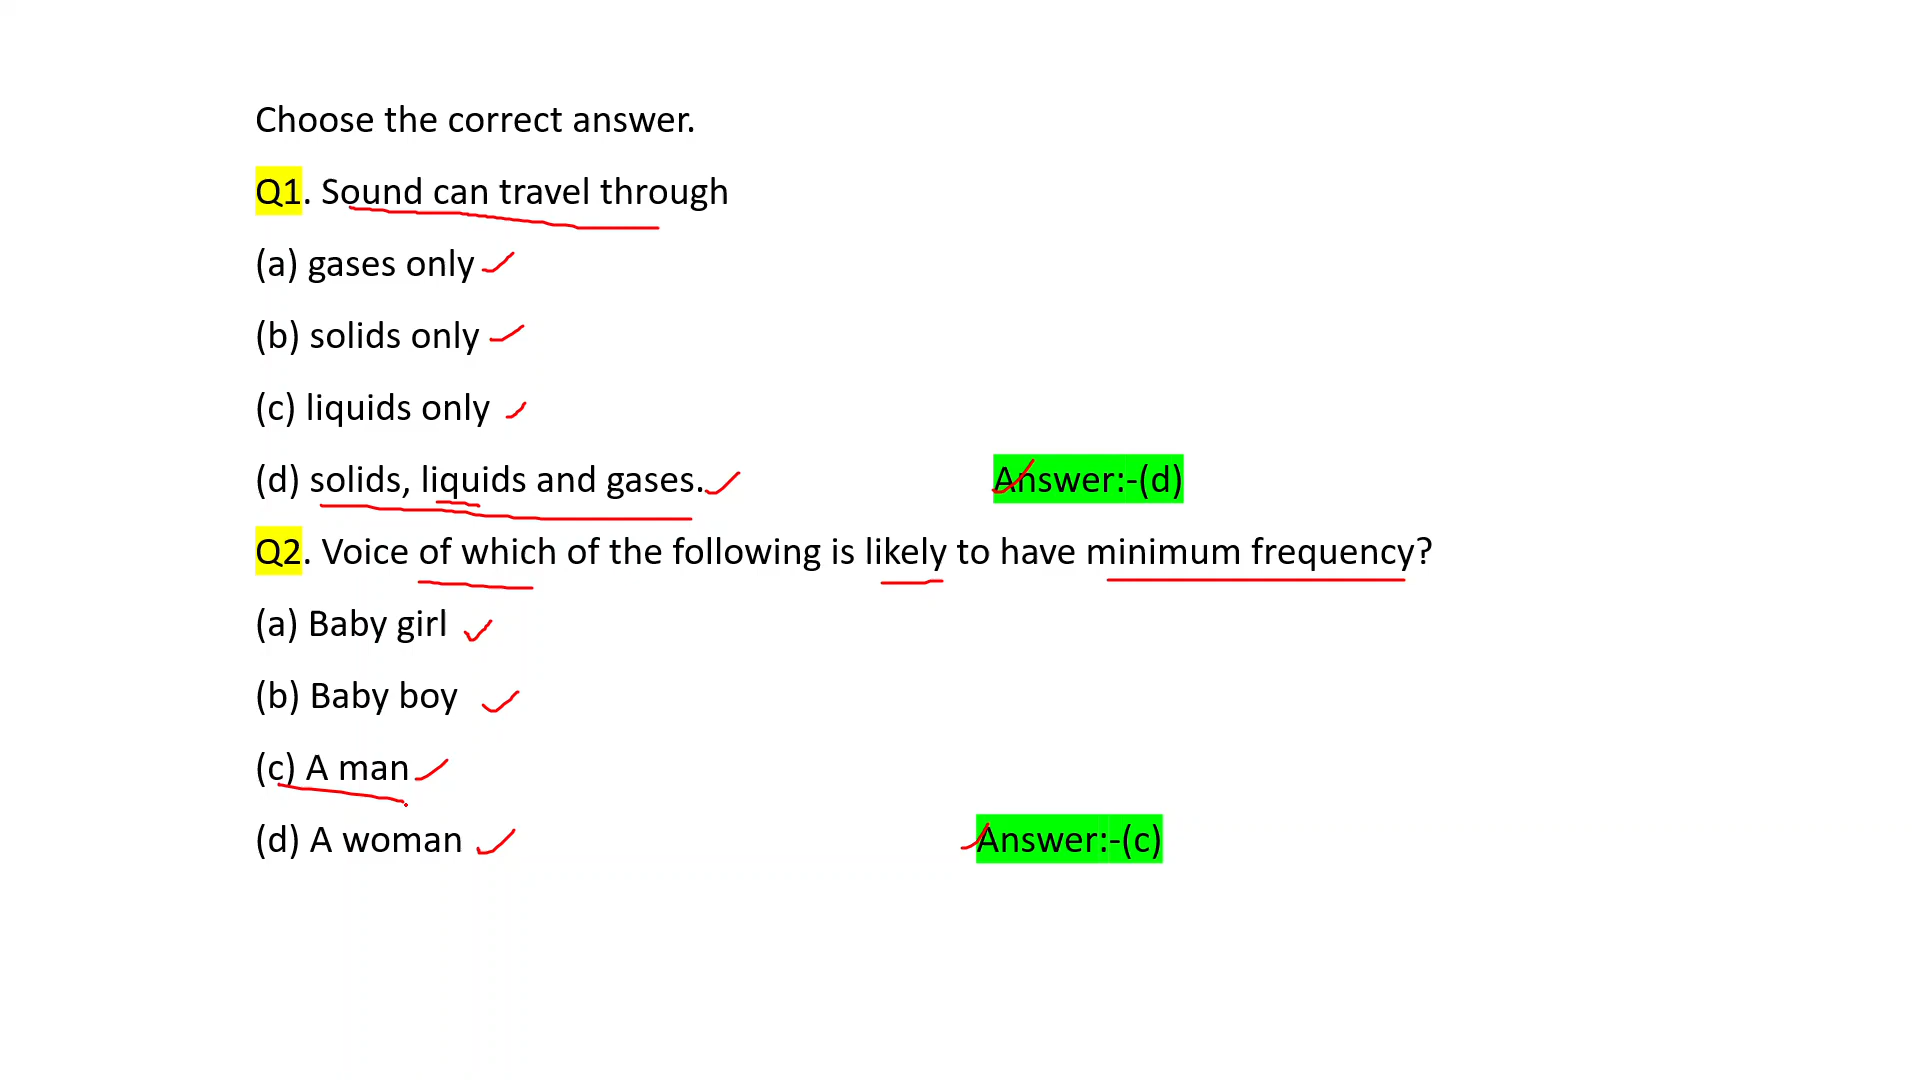 Choose the correct answer.
Q1. Sound can travel through
(a) gases only
(b) solids only
(c) liquids only
(d) solids, liquids and gases. Answer:-(d)
Q2. Voice of which of the following is likely to have minimum frequency?
(a) Baby girl
(b) Baby boy
(c) A man
(d) A woman Answer:-(c)